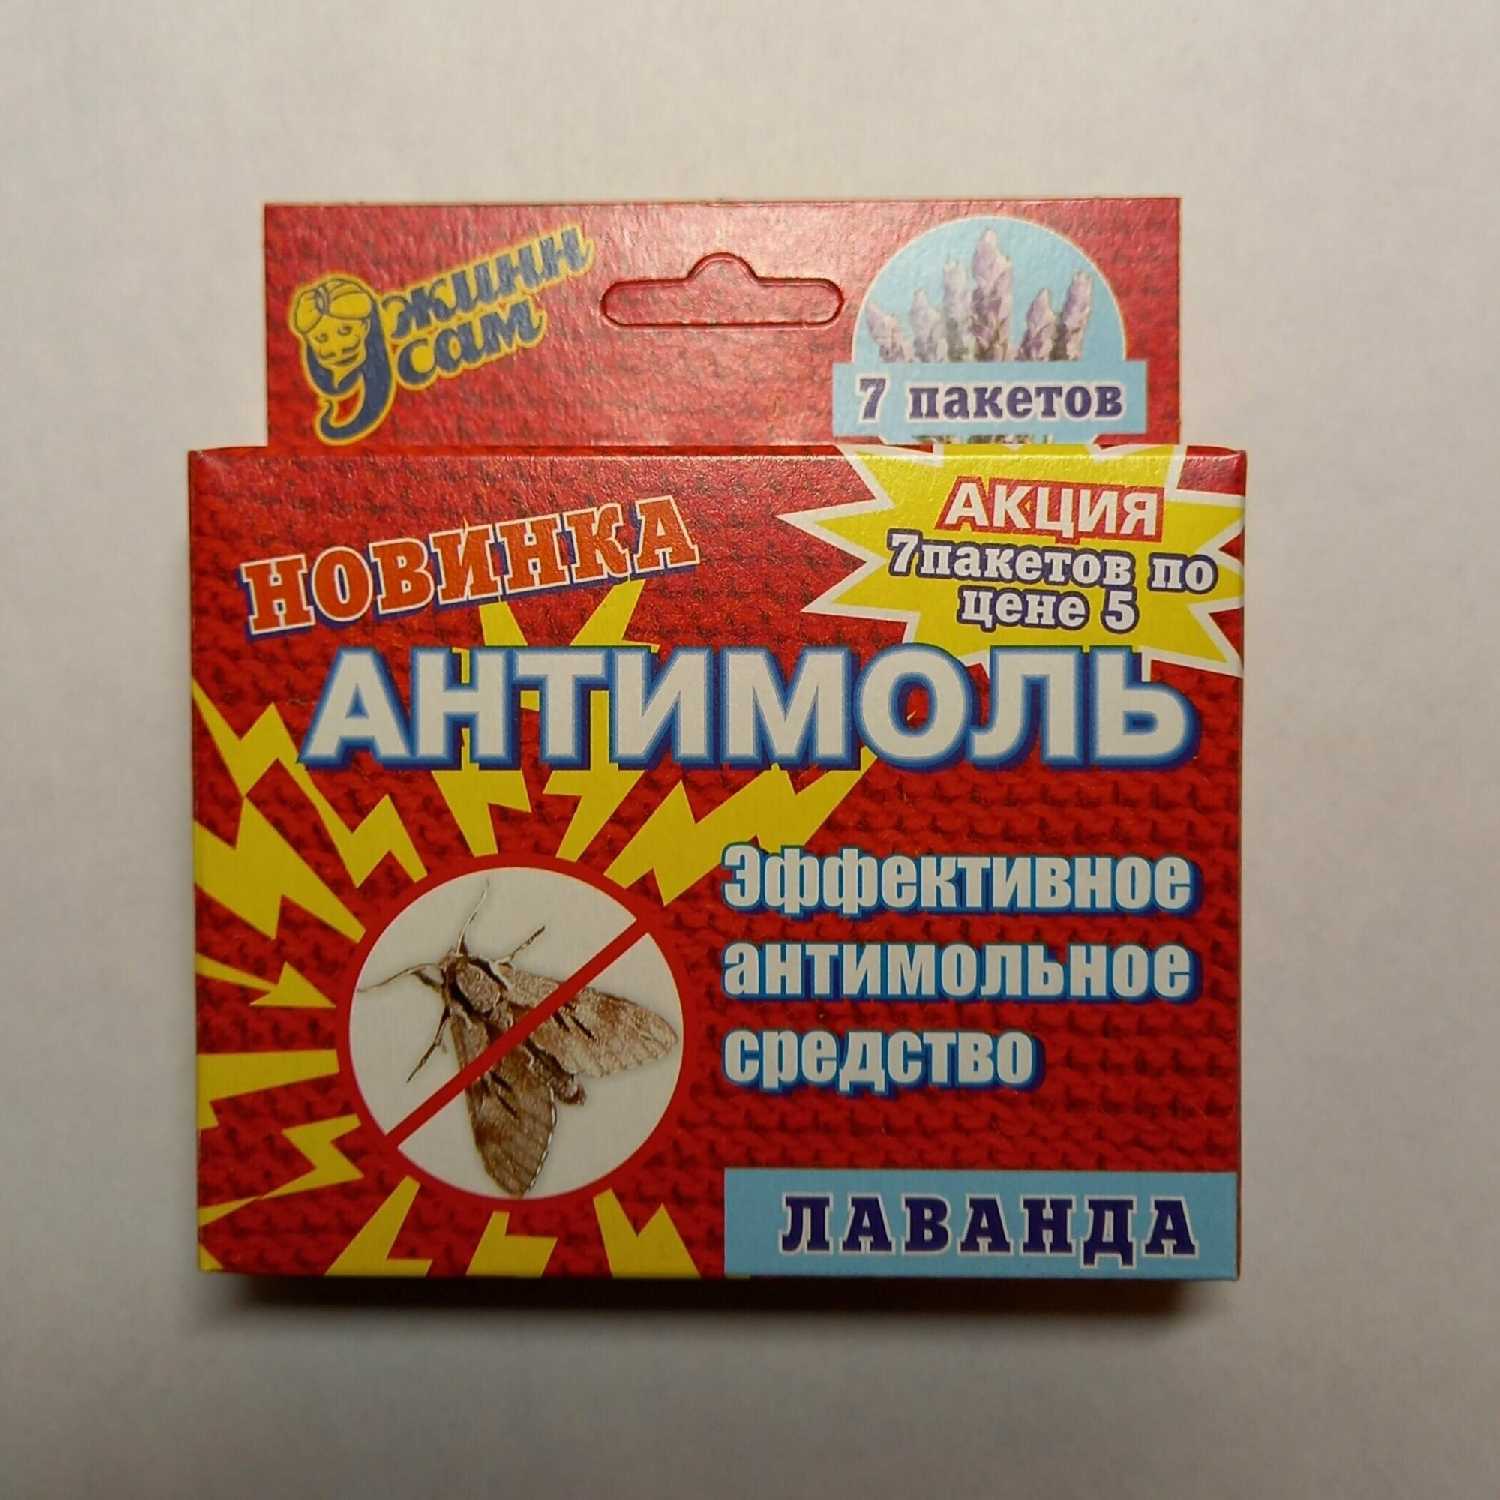 Джинн
сам
7 пакетов
АКЦИЯ
7пакетов по
цене 5
НОВИНКА
АНТИМОЛЬ
Эффективное
антимольное
средство
ЛАВАНДА